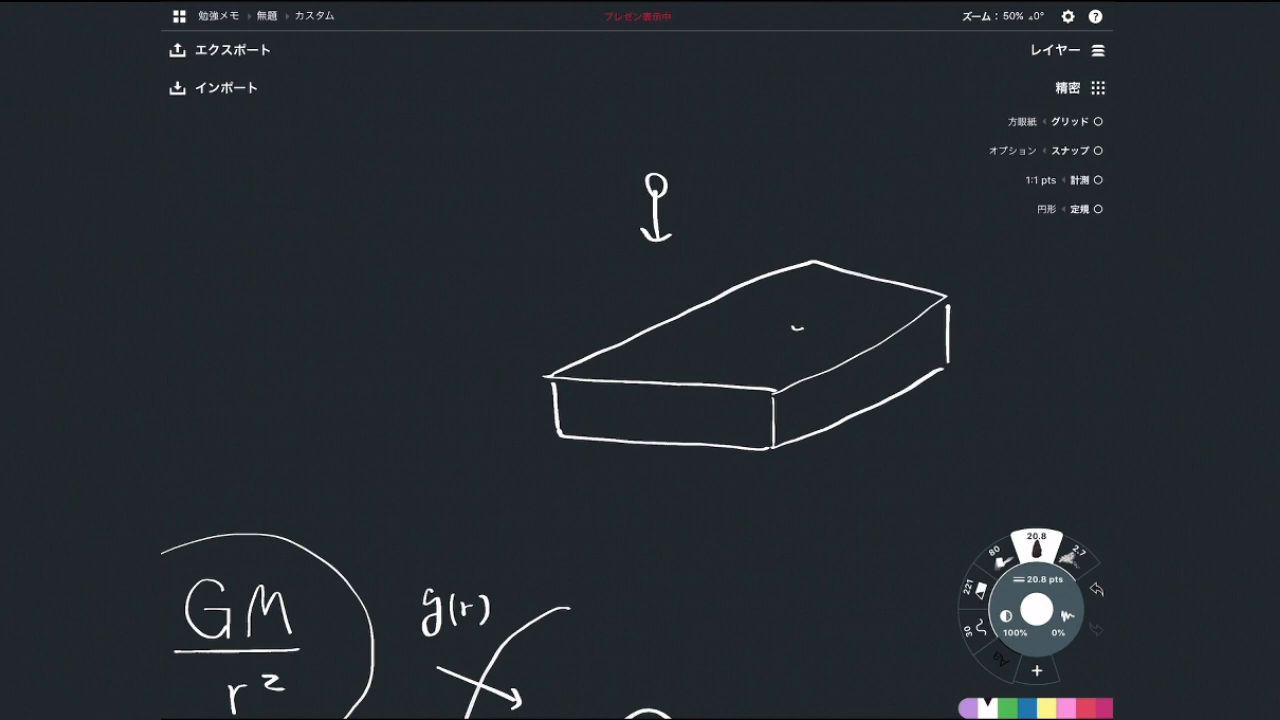 勉強メモ 無題 カスタム
プレゼン表示中
ズーム : 50% 0°
エクスポート
レイヤー
インポート
精密
方眼紙 グリッド
オプション スナップ
1:1 pts 計測
円形 定規
GM
r²
g(r)
20.8
80
2.7
221
20.8 pts
30
100%
0%
Aa
+